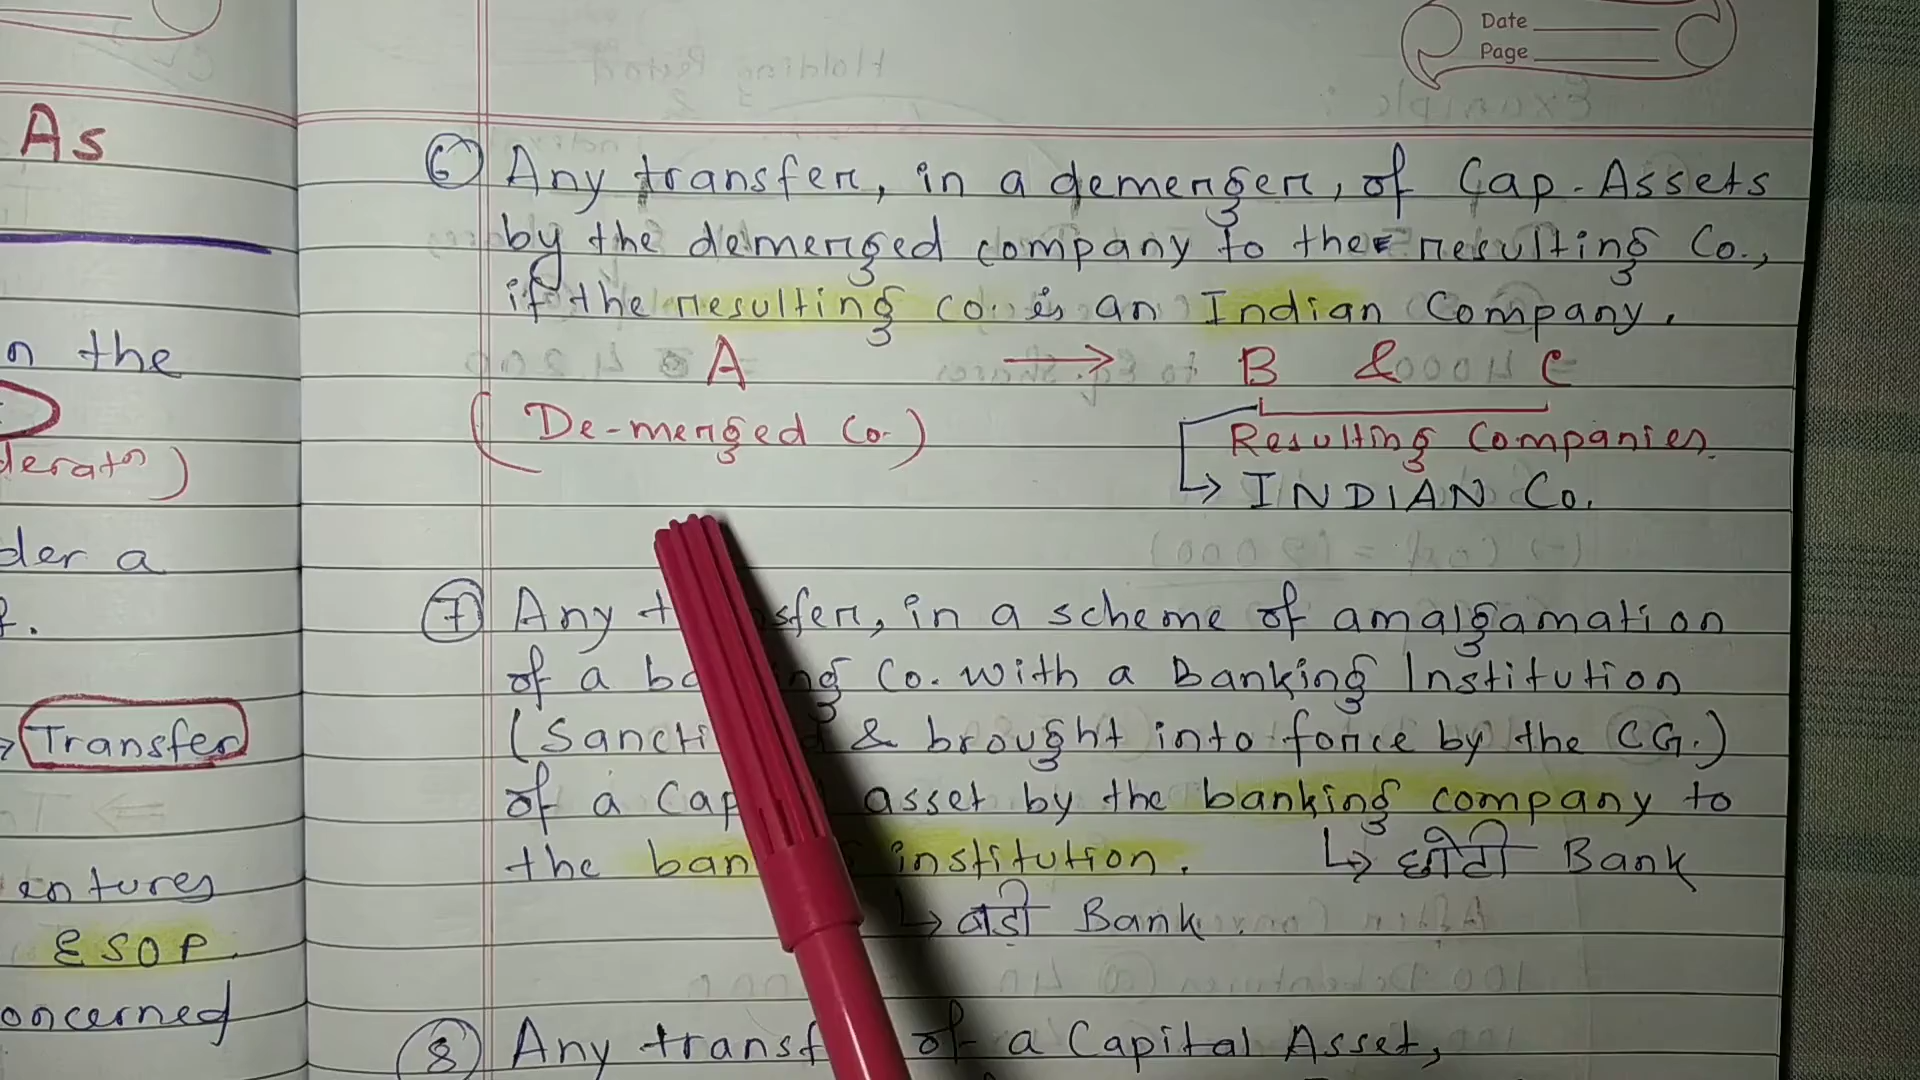 Date
Page
As
n the
derator)
der a
f.
Transfer
entures
ESOP
oncerned
⑥ Any transfer, in a demerger, of Cap. Assets
by the demerged company to the resulting Co.,
if the resulting co. is an Indian Company.
A → B & C
(De-merged Co.) Resulting Companies
↳ INDIAN Co.
⑦ Any sfer, in a scheme of amalgamation
of a Co. with a Banking Institution
(Sancti & brought into force by the CG.)
of a Cap asset by the banking company to
the institution. ↳ छोटी Bank
↳ बड़ी Bank
⑧ Any transf of a Capital Asset,